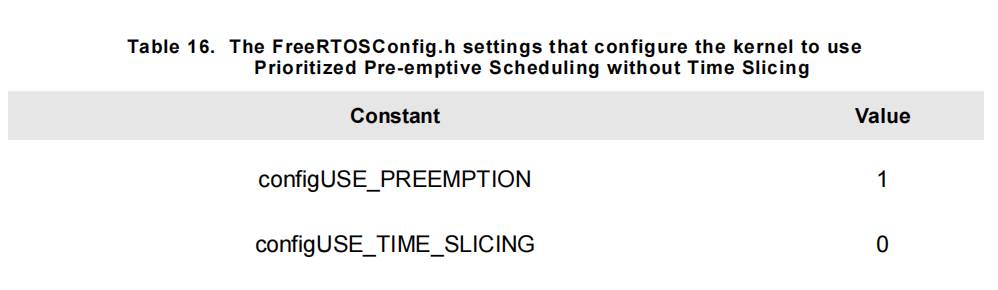 Table 16. The FreeRTOSConfig.h settings that configure the kernel to use
Prioritized Pre-emptive Scheduling without Time Slicing
Constant Value
configUSE_PREEMPTION 1
configUSE_TIME_SLICING 0